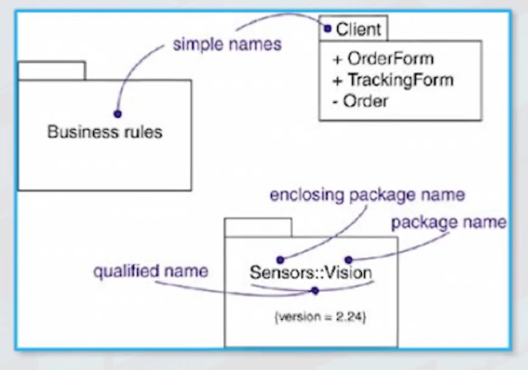 Client
simple names
+ OrderForm
+ TrackingForm
- Order
Business rules
enclosing package name
package name
qualified name
Sensors::Vision
{version = 2.24}